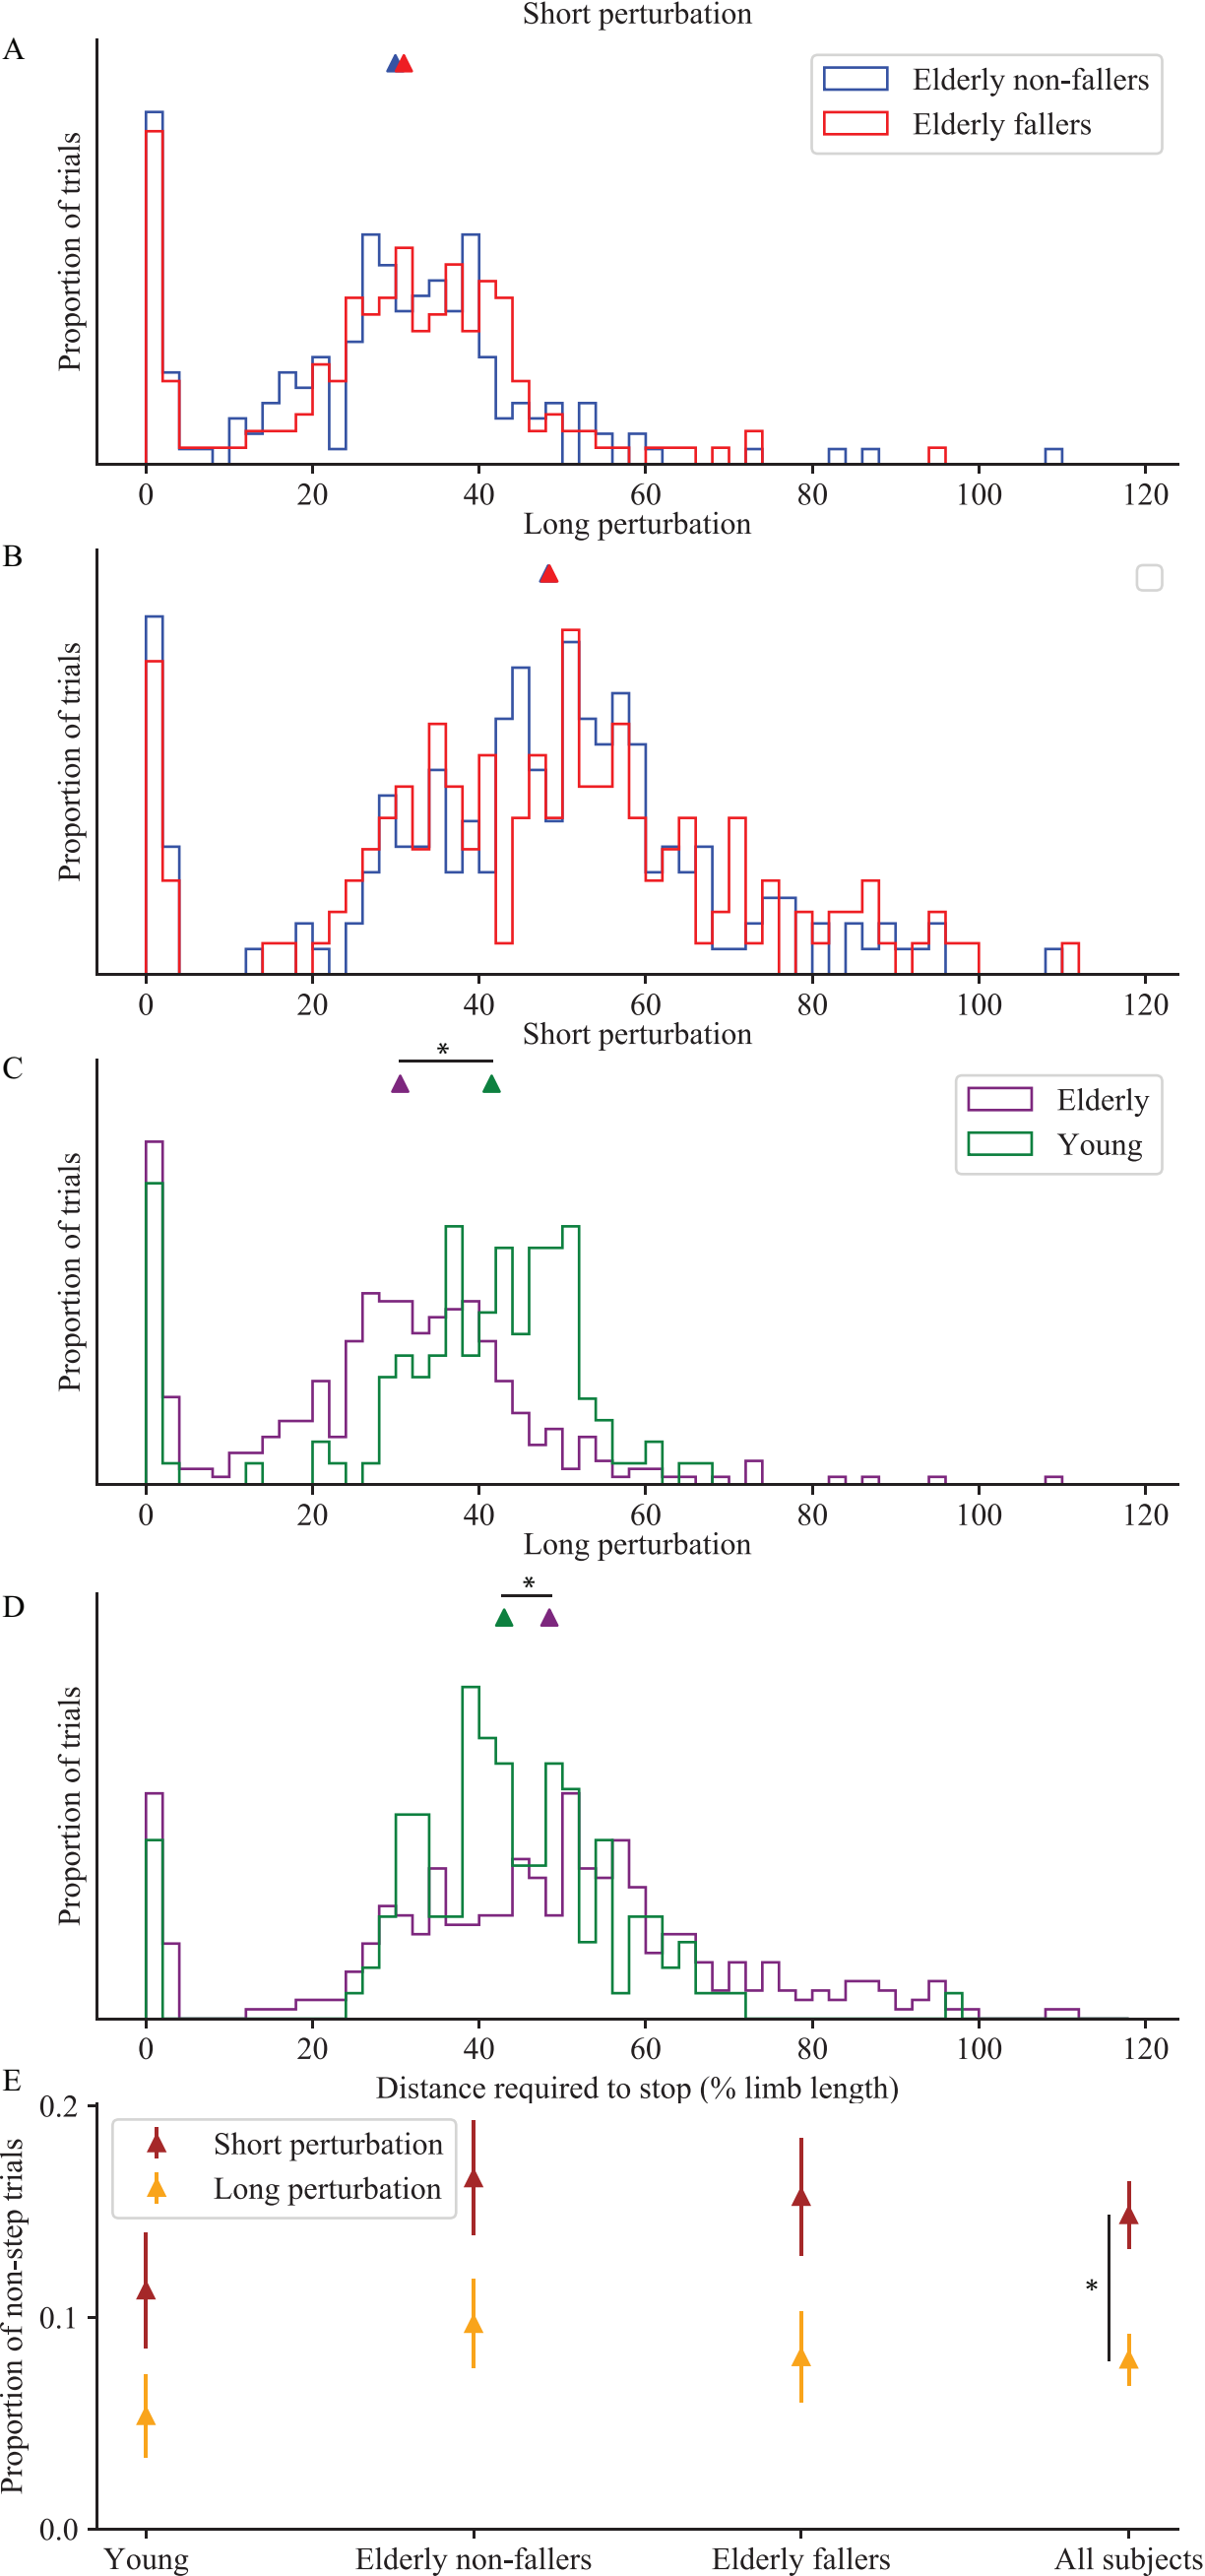 Short perturbation
A
Elderly non-fallers
Elderly fallers
Proportion of trials
0 20 40 60 80 100 120
Long perturbation
B
Proportion of trials
0 20 40 60 80 100 120
Short perturbation
C
*
Elderly
Young
Proportion of trials
0 20 40 60 80 100 120
Long perturbation
D
*
Proportion of trials
0 20 40 60 80 100 120
Distance required to stop (% limb length)
E
0.2
Short perturbation
Long perturbation
Proportion of non-step trials
*
0.1
0.0
Young Elderly non-fallers Elderly fallers All subjects